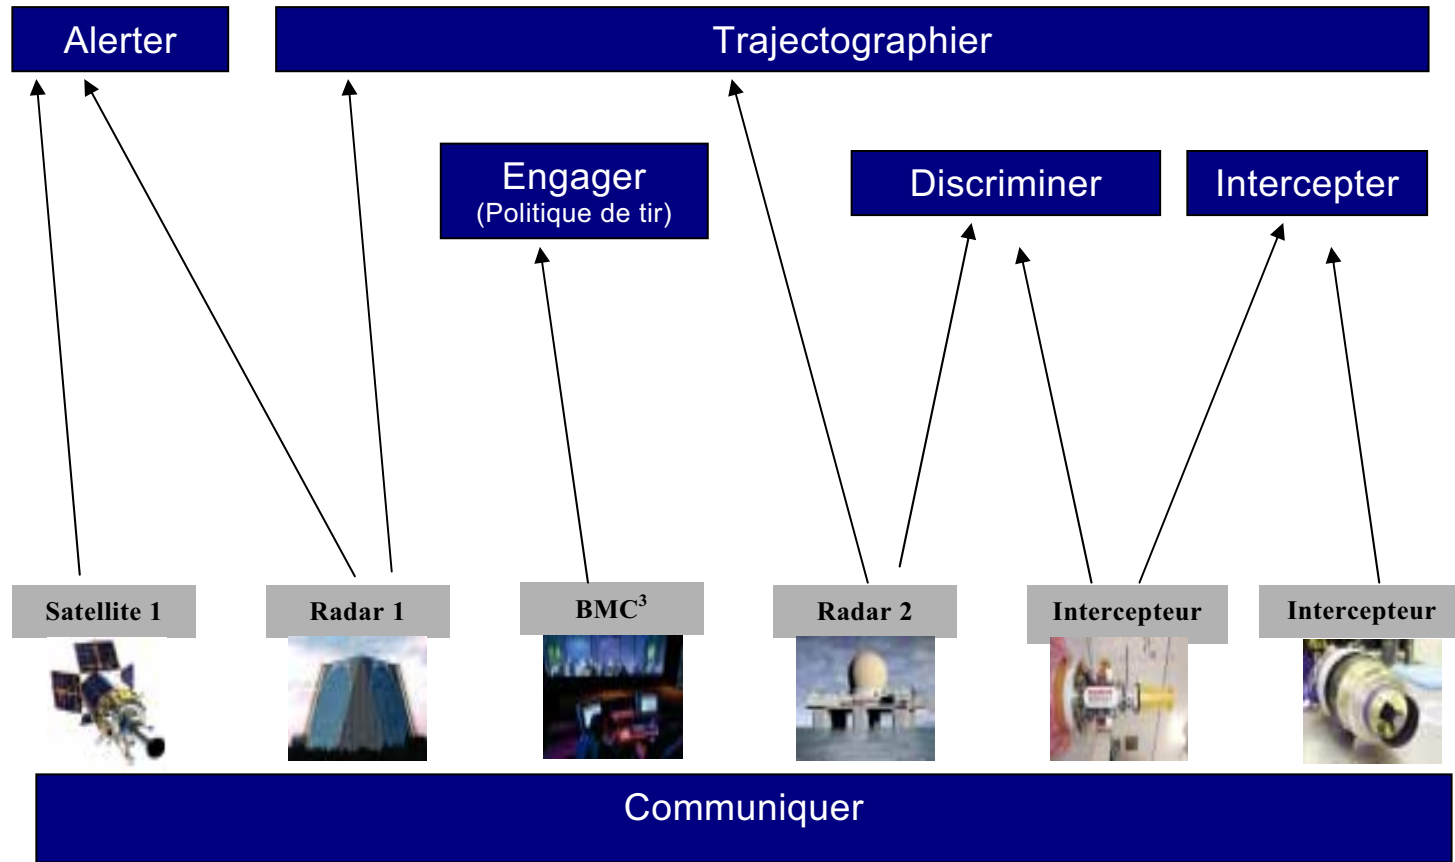 Alerter
Trajectographier
Engager
(Politique de tir)
Discriminer
Intercepter
Satellite 1
Radar 1
BMC³
Radar 2
Intercepteur
Intercepteur
Communiquer